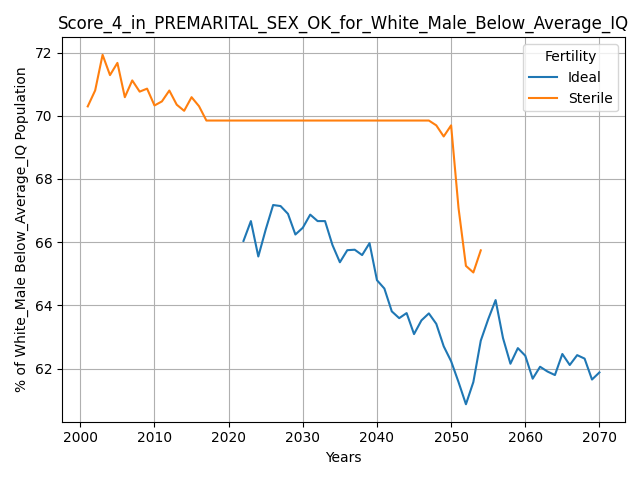 Score_4_in_PREMARITAL_SEX_OK_for_White_Male_Below_Average_IQ
% of White_Male Below_Average_IQ Population
72
70
68
66
64
62
Fertility
Ideal
Sterile
2000
2010
2020
2030
2040
2050
2060
2070
Years